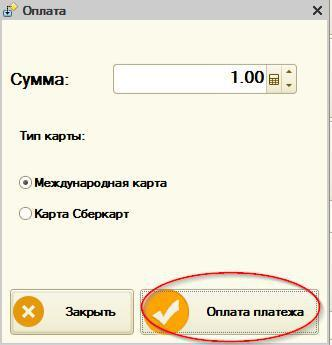 Оплата
Сумма: 1.00
Тип карты:
Международная карта
Карта Сберкарт
Закрыть Оплата платежа